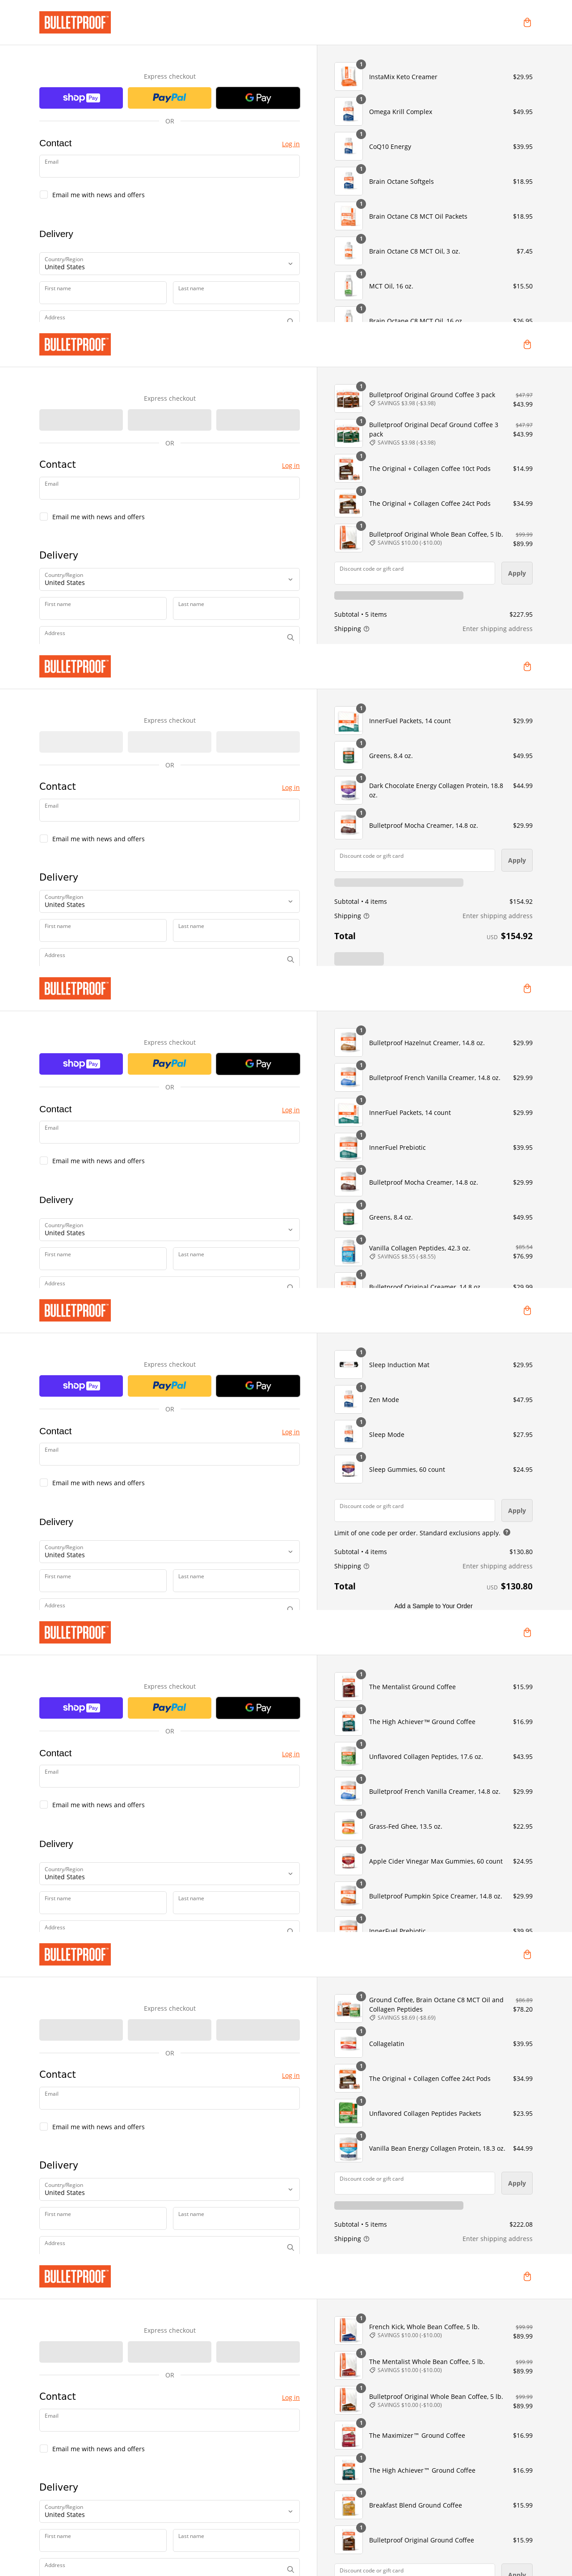 BULLETPROOF
Express checkout
shop Pay
PayPal
G Pay
OR
Contact
Log in
Email
Email me with news and offers
Delivery
Country/Region
United States
First name
Last name
Address
1
InstaMix Keto Creamer
$29.95
1
Omega Krill Complex
$49.95
1
CoQ10 Energy
$39.95
1
Brain Octane Softgels
$18.95
1
Brain Octane C8 MCT Oil Packets
$18.95
1
Brain Octane C8 MCT Oil, 3 oz.
$7.45
1
MCT Oil, 16 oz.
$15.50
1
Brain Octane C8 MCT Oil, 16 oz.
$26.95
BULLETPROOF
Express checkout
OR
Contact
Log in
Email
Email me with news and offers
Delivery
Country/Region
United States
First name
Last name
Address
1
Bulletproof Original Ground Coffee 3 pack
SAVINGS $3.98 (-$3.98)
$47.97
$43.99
1
Bulletproof Original Decaf Ground Coffee 3
pack
SAVINGS $3.98 (-$3.98)
$47.97
$43.99
1
The Original + Collagen Coffee 10ct Pods
$14.99
1
The Original + Collagen Coffee 24ct Pods
$34.99
1
Bulletproof Original Whole Bean Coffee, 5 lb.
SAVINGS $10.00 (-$10.00)
$99.99
$89.99
Discount code or gift card
Apply
Subtotal • 5 items
$227.95
Shipping
Enter shipping address
BULLETPROOF
Express checkout
OR
Contact
Log in
Email
Email me with news and offers
Delivery
Country/Region
United States
First name
Last name
Address
1
InnerFuel Packets, 14 count
$29.99
1
Greens, 8.4 oz.
$49.95
1
Dark Chocolate Energy Collagen Protein, 18.8
oz.
$44.99
1
Bulletproof Mocha Creamer, 14.8 oz.
$29.99
Discount code or gift card
Apply
Subtotal • 4 items
$154.92
Shipping
Enter shipping address
Total
USD $154.92
BULLETPROOF
Express checkout
shop Pay
PayPal
G Pay
OR
Contact
Log in
Email
Email me with news and offers
Delivery
Country/Region
United States
First name
Last name
Address
1
Bulletproof Hazelnut Creamer, 14.8 oz.
$29.99
1
Bulletproof French Vanilla Creamer, 14.8 oz.
$29.99
1
InnerFuel Packets, 14 count
$29.99
1
InnerFuel Prebiotic
$39.95
1
Bulletproof Mocha Creamer, 14.8 oz.
$29.99
1
Greens, 8.4 oz.
$49.95
1
Vanilla Collagen Peptides, 42.3 oz.
SAVINGS $8.55 (-$8.55)
$85.54
$76.99
1
Bulletproof Original Creamer, 14.8 oz.
$29.99
BULLETPROOF
Express checkout
shop Pay
PayPal
G Pay
OR
Contact
Log in
Email
Email me with news and offers
Delivery
Country/Region
United States
First name
Last name
Address
1
Sleep Induction Mat
$29.95
1
Zen Mode
$47.95
1
Sleep Mode
$27.95
1
Sleep Gummies, 60 count
$24.95
Discount code or gift card
Apply
Limit of one code per order. Standard exclusions apply.
Subtotal • 4 items
$130.80
Shipping
Enter shipping address
Total
USD $130.80
Add a Sample to Your Order
BULLETPROOF
Express checkout
shop Pay
PayPal
G Pay
OR
Contact
Log in
Email
Email me with news and offers
Delivery
Country/Region
United States
First name
Last name
Address
1
The Mentalist Ground Coffee
$15.99
1
The High Achiever™ Ground Coffee
$16.99
1
Unflavored Collagen Peptides, 17.6 oz.
$43.95
1
Bulletproof French Vanilla Creamer, 14.8 oz.
$29.99
1
Grass-Fed Ghee, 13.5 oz.
$22.95
1
Apple Cider Vinegar Max Gummies, 60 count
$24.95
1
Bulletproof Pumpkin Spice Creamer, 14.8 oz.
$29.99
1
InnerFuel Prebiotic
$39.95
BULLETPROOF
Express checkout
OR
Contact
Log in
Email
Email me with news and offers
Delivery
Country/Region
United States
First name
Last name
Address
1
Ground Coffee, Brain Octane C8 MCT Oil and
Collagen Peptides
SAVINGS $8.69 (-$8.69)
$86.89
$78.20
1
Collagelatin
$39.95
1
The Original + Collagen Coffee 24ct Pods
$34.99
1
Unflavored Collagen Peptides Packets
$23.95
1
Vanilla Bean Energy Collagen Protein, 18.3 oz.
$44.99
Discount code or gift card
Apply
Subtotal • 5 items
$222.08
Shipping
Enter shipping address
BULLETPROOF
Express checkout
OR
Contact
Log in
Email
Email me with news and offers
Delivery
Country/Region
United States
First name
Last name
Address
1
French Kick, Whole Bean Coffee, 5 lb.
SAVINGS $10.00 (-$10.00)
$99.99
$89.99
1
The Mentalist Whole Bean Coffee, 5 lb.
SAVINGS $10.00 (-$10.00)
$99.99
$89.99
1
Bulletproof Original Whole Bean Coffee, 5 lb.
SAVINGS $10.00 (-$10.00)
$99.99
$89.99
1
The Maximizer™ Ground Coffee
$16.99
1
The High Achiever™ Ground Coffee
$16.99
1
Breakfast Blend Ground Coffee
$15.99
1
Bulletproof Original Ground Coffee
$15.99
Discount code or gift card
Apply